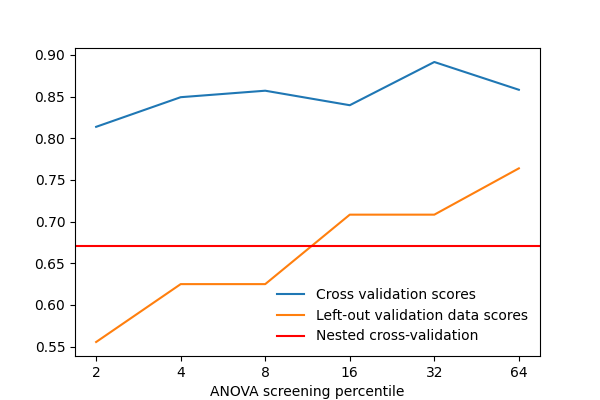 0.90
0.85
0.80
0.75
0.70
0.65
0.60
0.55
Cross validation scores
Left-out validation data scores
Nested cross-validation
2 4 8 16 32 64
ANOVA screening percentile